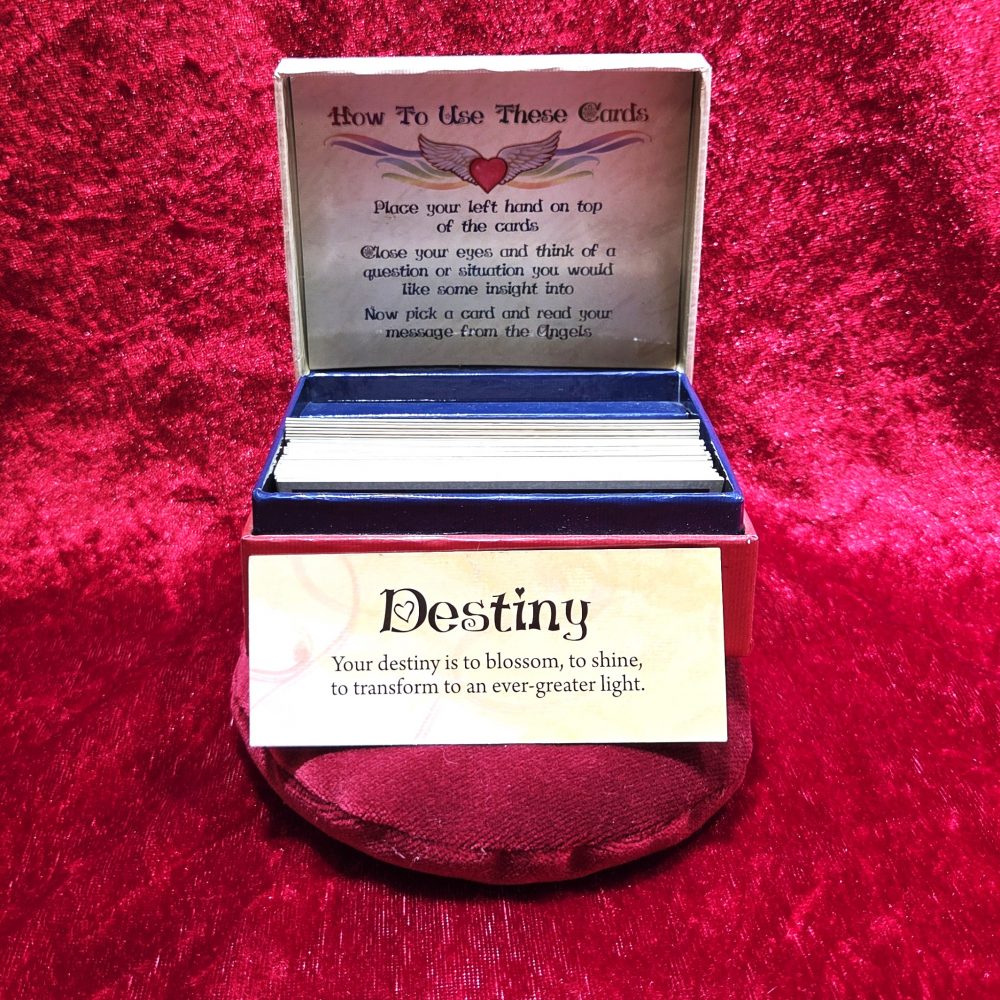 How To Use These Cards
Place your left hand on top
of the cards
Close your eyes and think of a
question or situation you would
like some insight into
Now pick a card and read your
message from the Angels
Destiny
Your destiny is to blossom, to shine,
to transform to an ever-greater light.